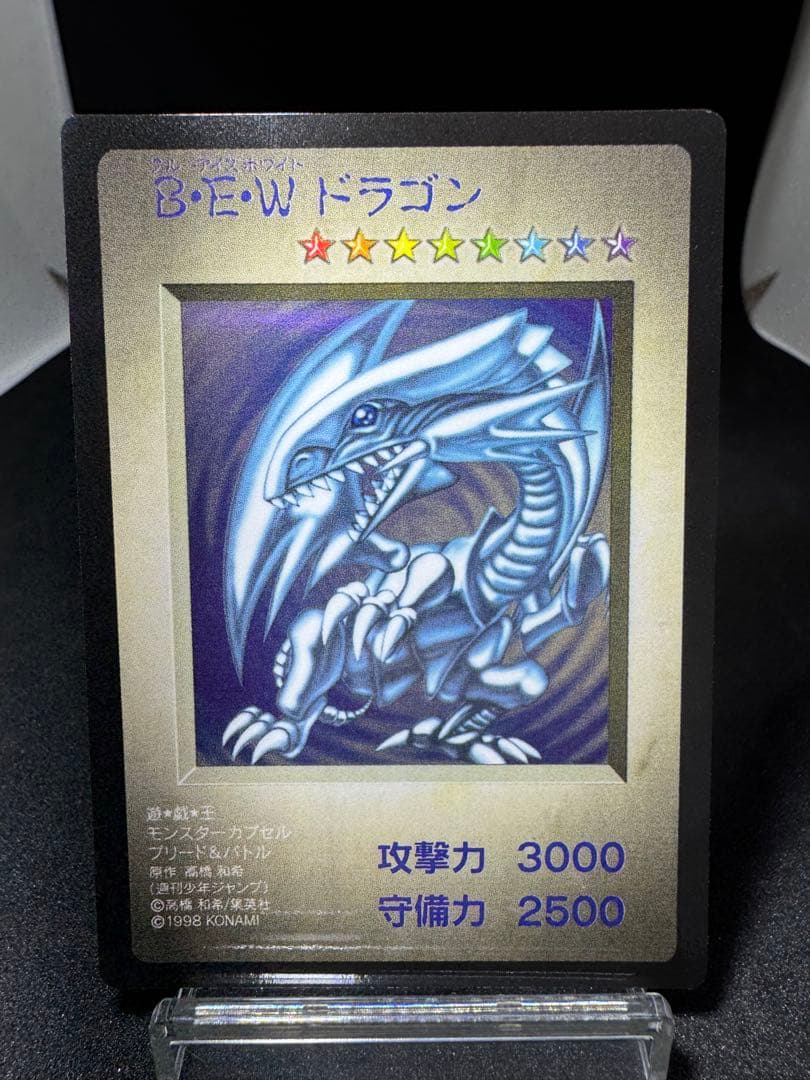 ブルーアイズホワイト
B・E・W ドラゴン
遊★戯★王
モンスターカプセル
ブリード&バトル
原作 高橋 和希
(週刊少年ジャンプ)
©高橋 和希/集英社
©1998 KONAMI
攻撃力 3000
守備力 2500